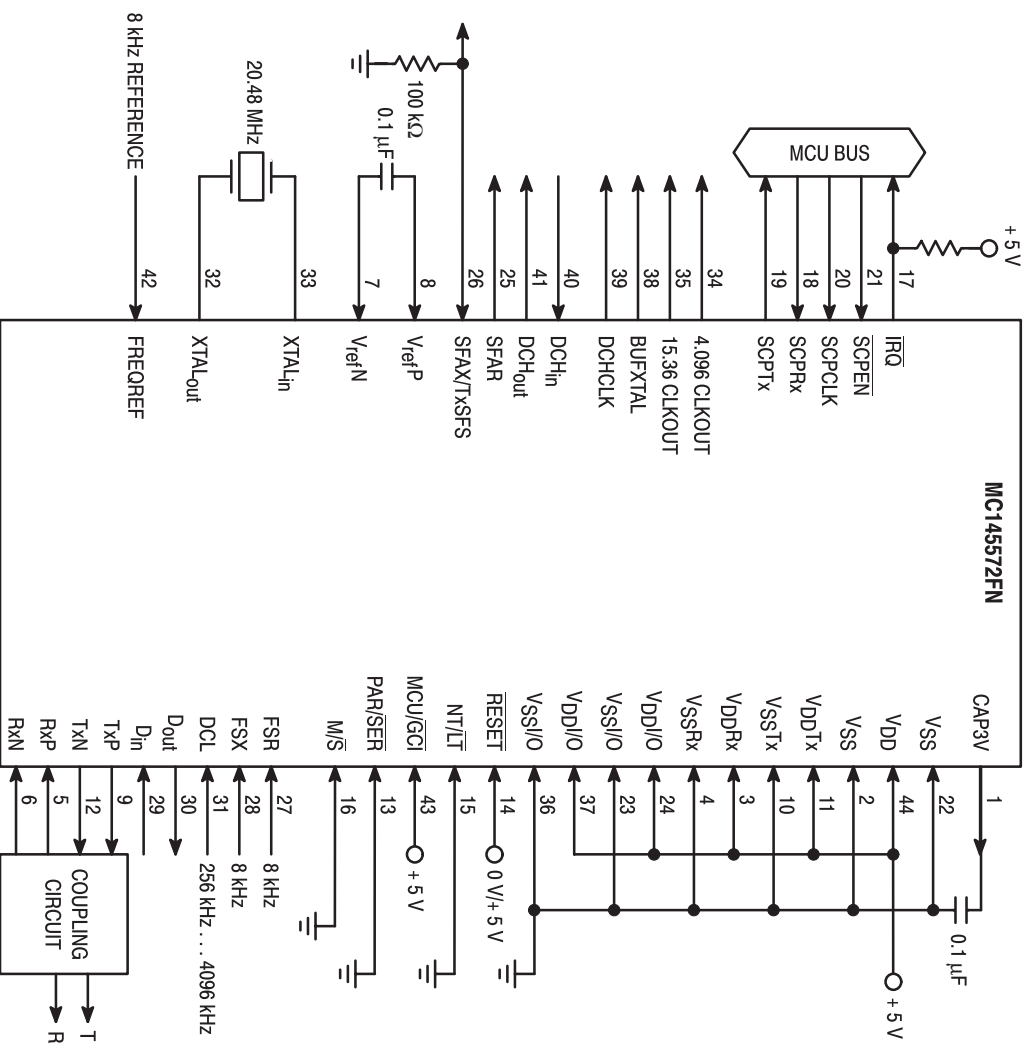 MC145572FN
+ 5 V
MCU BUS
17
IRQ
21
SCPEN
20
SCPCLK
18
SCPRx
19
SCPTx
34
4.096 CLKOUT
35
15.36 CLKOUT
38
BUFXTAL
39
DCHCLK
40
DCHin
41
DCHout
25
SFAR
26
SFAX/TxSFS
100 kΩ
0.1 µF
8
VrefP
7
VrefN
33
XTALin
20.48 MHz
32
XTALout
8 kHz REFERENCE
42
FREQREF
CAP3V
1
0.1 µF
VSS
22
VDD
44
+ 5 V
VSS
2
VDDTx
11
VSSTx
10
VDDRx
3
VSSRx
4
VDDI/O
24
VSSI/O
23
VDDI/O
37
VSSI/O
36
RESET
14
0 V/+ 5 V
NT/LT
15
MCU/GCI
43
+ 5 V
PAR/SER
13
M/S
16
FSR
27
8 kHz
FSX
28
8 kHz
DCL
31
256 kHz . . . 4096 kHz
Dout
30
Din
29
TxP
9
TxN
12
RxP
5
RxN
6
COUPLING
CIRCUIT
T
R